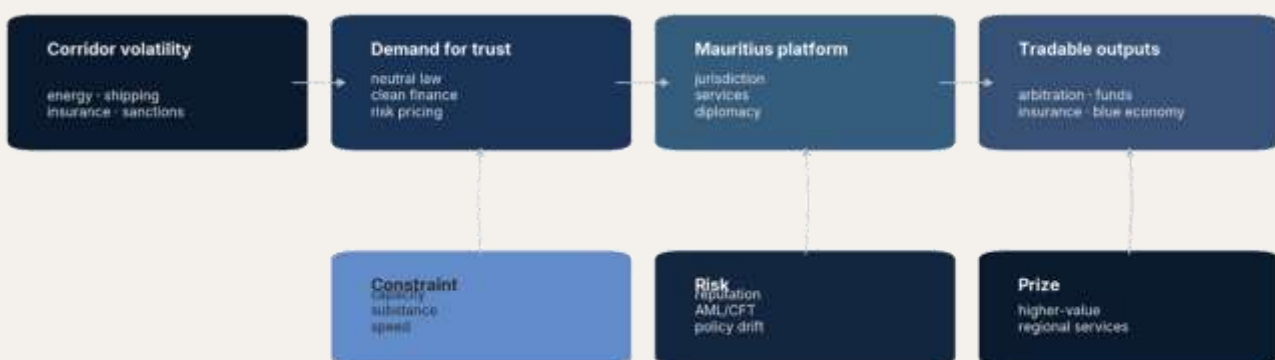 Corridor volatility
energy · shipping
insurance · sanctions
Demand for trust
neutral law
clean finance
risk pricing
Mauritius platform
jurisdiction
services
diplomacy
Tradable outputs
arbitration · funds
insurance · blue economy
Constraint
capacity
substance
speed
Risk
reputation
AML/CFT
policy drift
Prize
higher-value
regional services